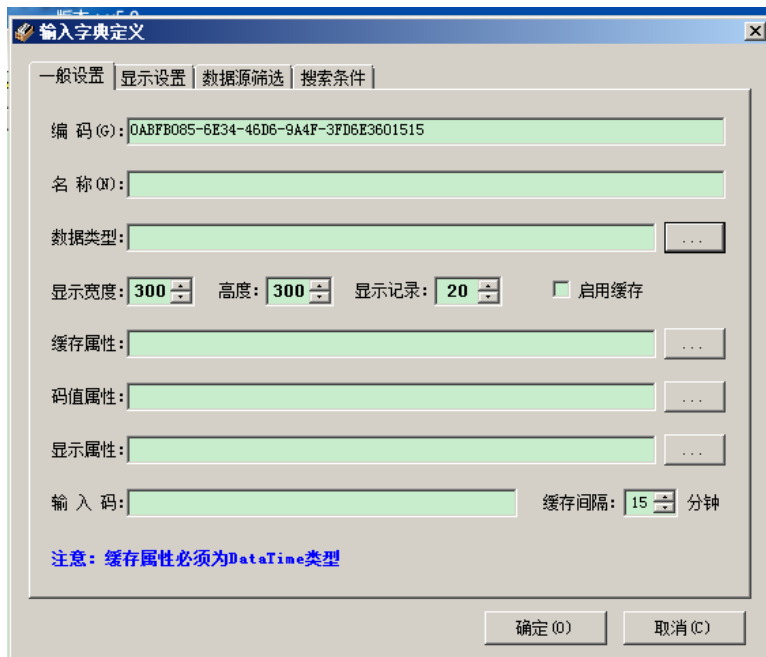 输入字典定义
一般设置 显示设置 数据源筛选 搜索条件
编 码(G): 0ABFB085-6E34-46D6-9A4F-3FD6E3601515
名 称(N):
数据类型: ...
显示宽度: 300 高度: 300 显示记录: 20 启用缓存
缓存属性: ...
码值属性: ...
显示属性: ...
输 入 码: 缓存间隔: 15 分钟
注意: 缓存属性必须为DataTime类型
确定(O) 取消(C)